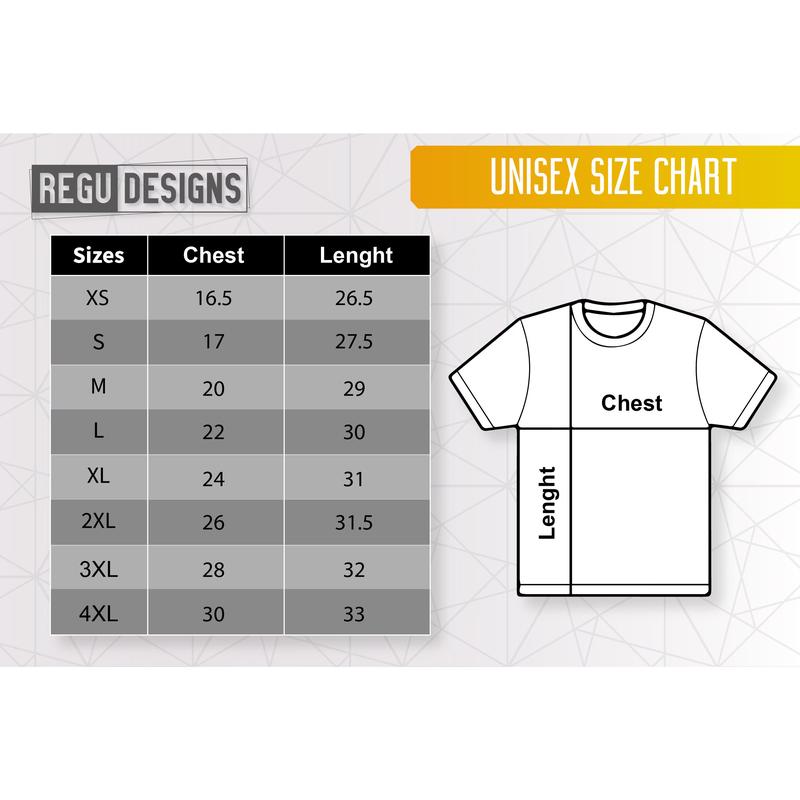 REGU DESIGNS
UNISEX SIZE CHART
Sizes Chest Lenght
XS 16.5 26.5
S 17 27.5
M 20 29
L 22 30
XL 24 31
2XL 26 31.5
3XL 28 32
4XL 30 33
Chest
Lenght